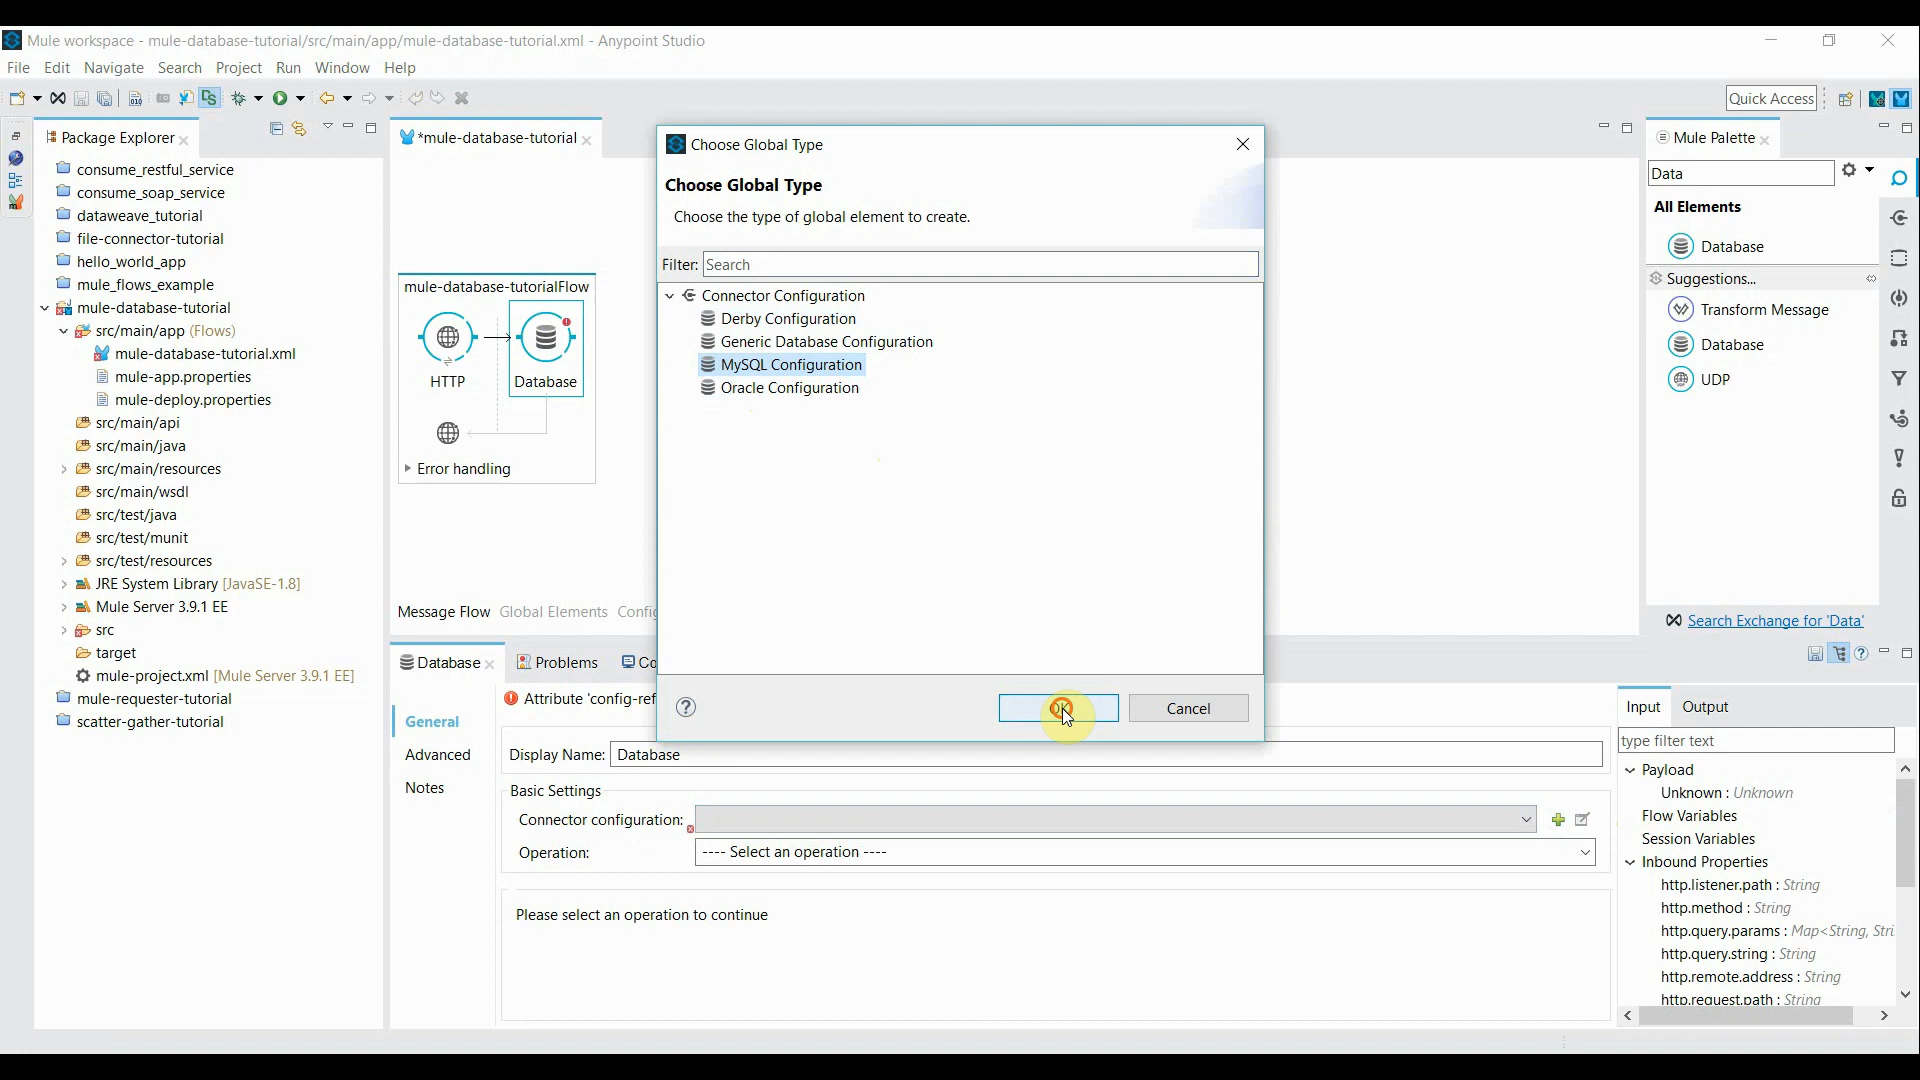 Mule workspace - mule-database-tutorial/src/main/app/mule-database-tutorial.xml - Anypoint Studio
File Edit Navigate Search Project Run Window Help
Quick Access
Package Explorer
consume_restful_service
consume_soap_service
dataweave_tutorial
file-connector-tutorial
hello_world_app
mule_flows_example
mule-database-tutorial
src/main/app (Flows)
mule-database-tutorial.xml
mule-app.properties
mule-deploy.properties
src/main/api
src/main/java
src/main/resources
src/main/wsdl
src/test/java
src/test/munit
src/test/resources
JRE System Library [JavaSE-1.8]
Mule Server 3.9.1 EE
src
target
mule-project.xml [Mule Server 3.9.1 EE]
mule-requester-tutorial
scatter-gather-tutorial
*mule-database-tutorial
mule-database-tutorialFlow
HTTP
Database
Error handling
Message Flow Global Elements
Choose Global Type
Choose Global Type
Choose the type of global element to create.
Filter: Search
Connector Configuration
Derby Configuration
Generic Database Configuration
MySQL Configuration
Oracle Configuration
OK
Cancel
Mule Palette
Data
All Elements
Database
Suggestions...
Transform Message
Database
UDP
Search Exchange for 'Data'
Database
Problems
Co
General
Advanced
Notes
Attribute 'config-ref
Display Name: Database
Basic Settings
Connector configuration:
Operation: ---- Select an operation ----
Please select an operation to continue
Input Output
type filter text
Payload
Unknown : Unknown
Flow Variables
Session Variables
Inbound Properties
http.listener.path : String
http.method : String
http.query.params : Map<String, Stri
http.query.string : String
http.remote.address : String
http.request.path : String